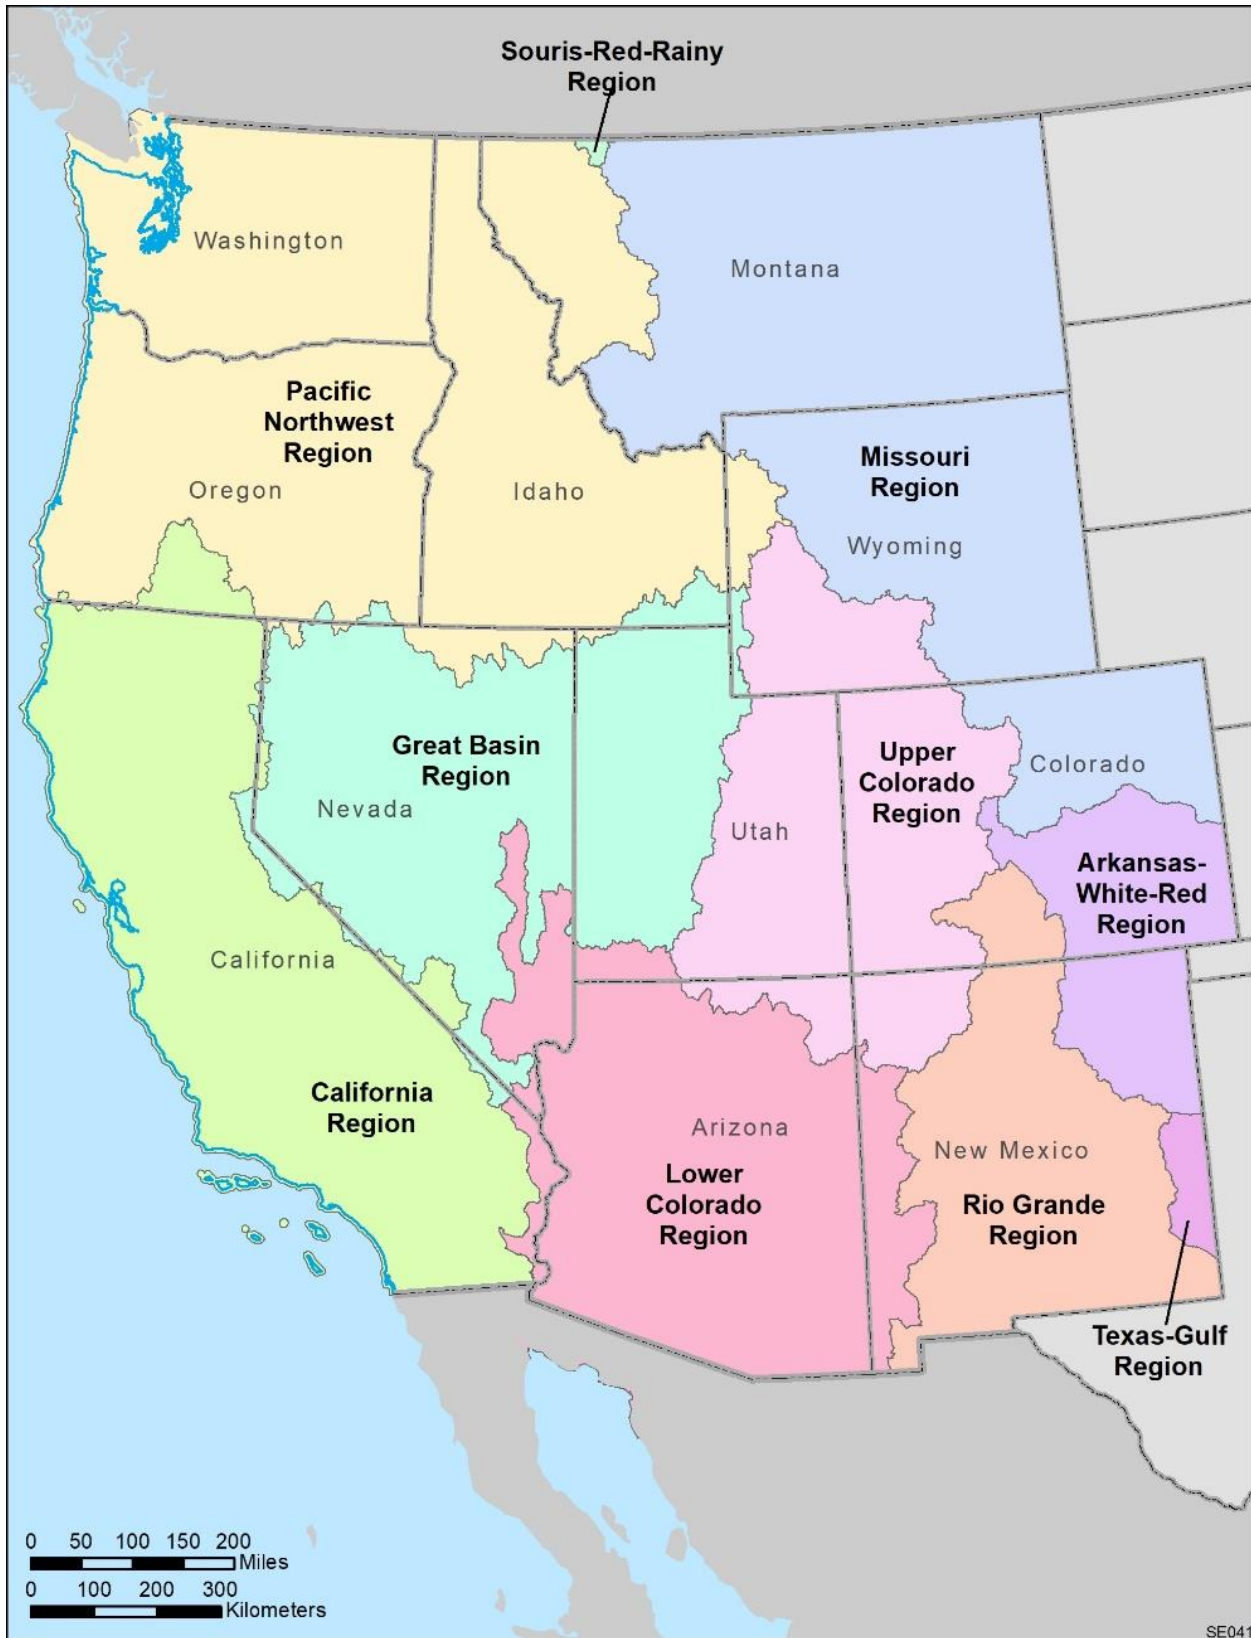 Souris-Red-Rainy
Region
Washington
Montana
Pacific
Northwest
Region
Missouri
Region
Oregon
Idaho
Wyoming
Great Basin
Region
Upper
Colorado
Region
Colorado
Nevada
Utah
Arkansas-
White-Red
Region
California
California
Region
Arizona
New Mexico
Lower
Colorado
Region
Rio Grande
Region
Texas-Gulf
Region
0 50 100 150 200
Miles
0 100 200 300
Kilometers
SE041